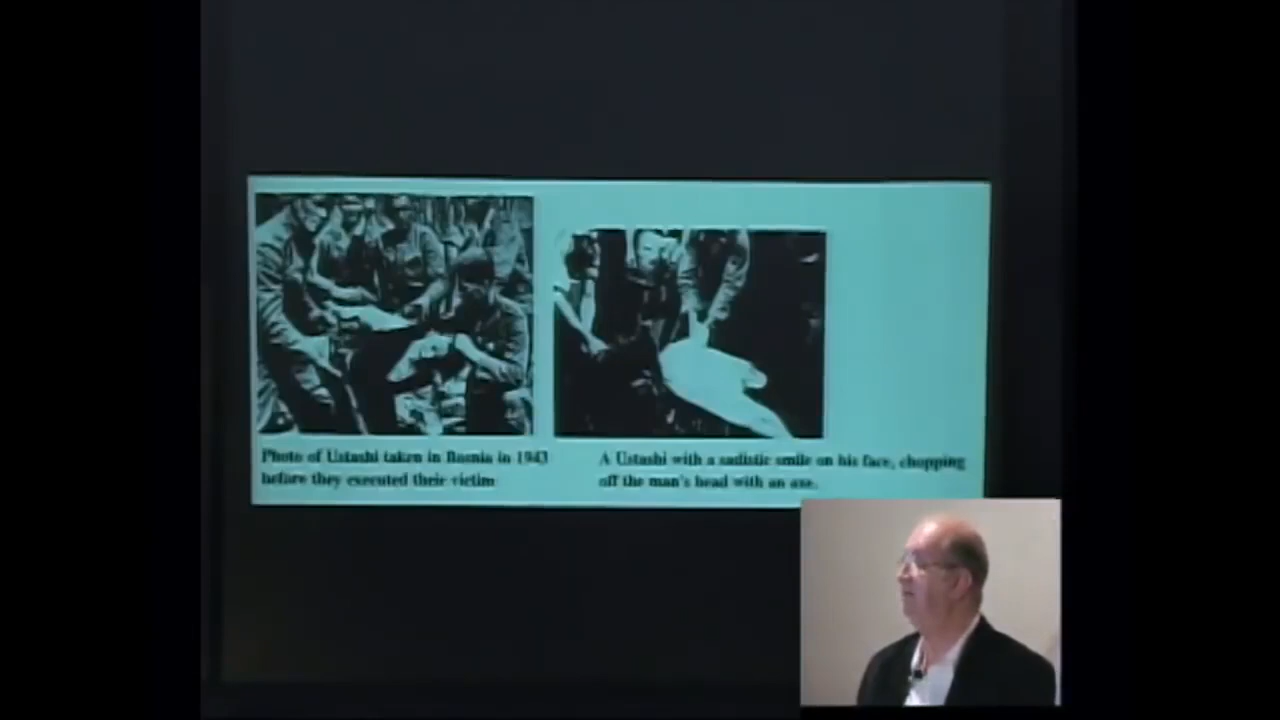 Photo of Ustashi taken in Bosnia in 1943
before they executed their victim
A Ustashi with a sadistic smile on his face, chopping
off the man's head with an axe.